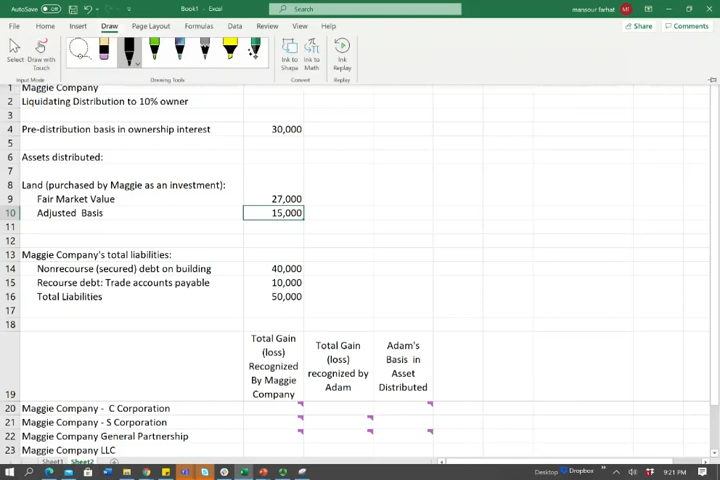 AutoSave Off Book1 - Excel Search mansour farhat MF
File Home Insert Draw Page Layout Formulas Data Review View Help Share Comments
Select Draw with Touch Ink to Shape Ink to Math Ink Replay
Input Mode Drawing Tools Convert Replay
1 Maggie Company
2 Liquidating Distribution to 10% owner
3
4 Pre-distribution basis in ownership interest 30,000
5
6 Assets distributed:
7
8 Land (purchased by Maggie as an investment):
9 Fair Market Value 27,000
10 Adjusted Basis 15,000
11
12
13 Maggie Company's total liabilities:
14 Nonrecourse (secured) debt on building 40,000
15 Recourse debt: Trade accounts payable 10,000
16 Total Liabilities 50,000
17
18
19
Total Gain
(loss)
Recognized
By Maggie
Company
Total Gain
(loss)
recognized by
Adam
Adam's
Basis in
Asset
Distributed
20 Maggie Company - C Corporation
21 Maggie Company - S Corporation
22 Maggie Company General Partnership
23 Maggie Company LLC
Sheet1 Sheet2
Desktop Dropbox 9:21 PM